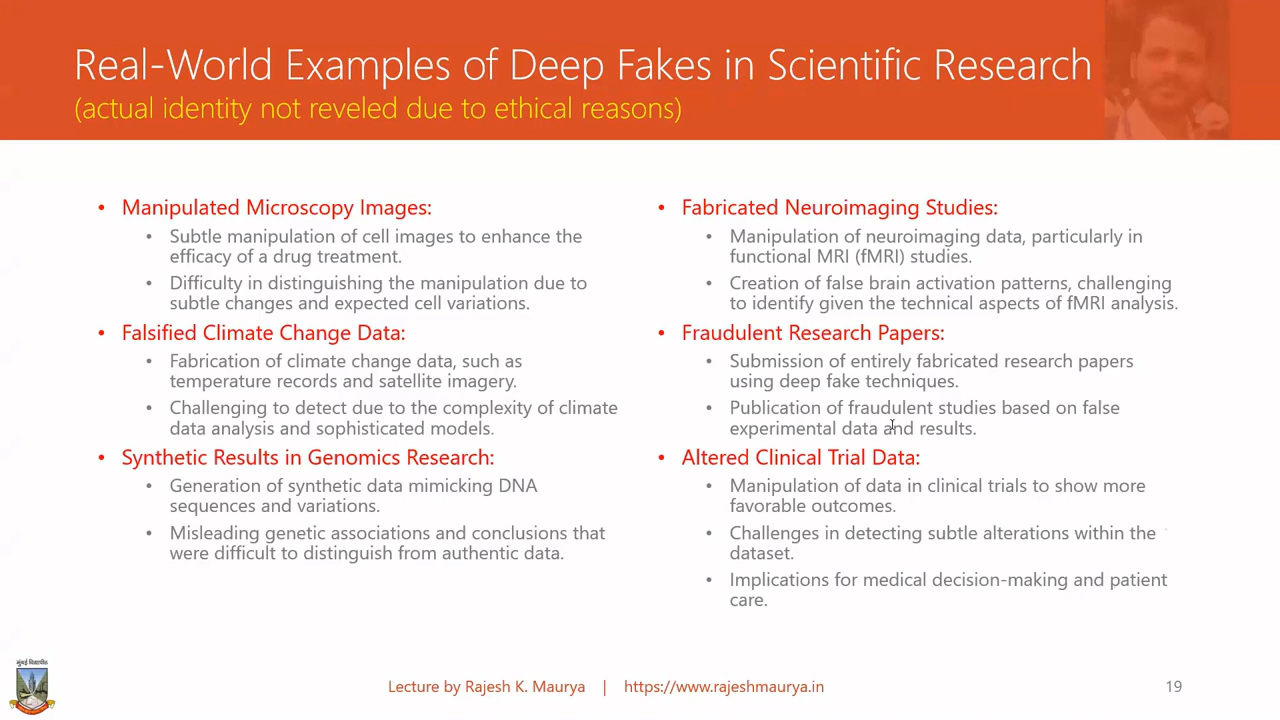 Real-World Examples of Deep Fakes in Scientific Research
(actual identity not reveled due to ethical reasons)
• Manipulated Microscopy Images:
• Subtle manipulation of cell images to enhance the
efficacy of a drug treatment.
• Difficulty in distinguishing the manipulation due to
subtle changes and expected cell variations.
• Falsified Climate Change Data:
• Fabrication of climate change data, such as
temperature records and satellite imagery.
• Challenging to detect due to the complexity of climate
data analysis and sophisticated models.
• Synthetic Results in Genomics Research:
• Generation of synthetic data mimicking DNA
sequences and variations.
• Misleading genetic associations and conclusions that
were difficult to distinguish from authentic data.
• Fabricated Neuroimaging Studies:
• Manipulation of neuroimaging data, particularly in
functional MRI (fMRI) studies.
• Creation of false brain activation patterns, challenging
to identify given the technical aspects of fMRI analysis.
• Fraudulent Research Papers:
• Submission of entirely fabricated research papers
using deep fake techniques.
• Publication of fraudulent studies based on false
experimental data and results.
• Altered Clinical Trial Data:
• Manipulation of data in clinical trials to show more
favorable outcomes.
• Challenges in detecting subtle alterations within the
dataset.
• Implications for medical decision-making and patient
care.
मुंबई विद्यापीठ
Lecture by Rajesh K. Maurya | https://www.rajeshmaurya.in
19